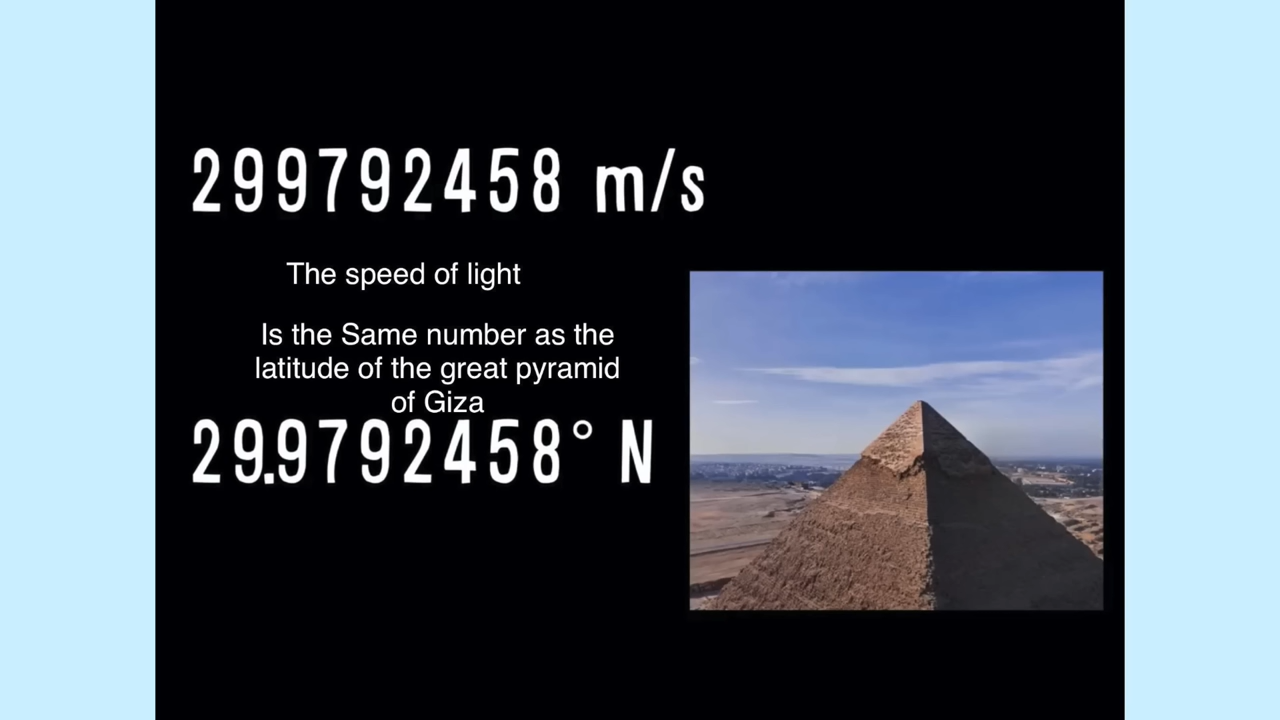 299792458 m/s
The speed of light
Is the Same number as the
latitude of the great pyramid
of Giza
29.9792458° N